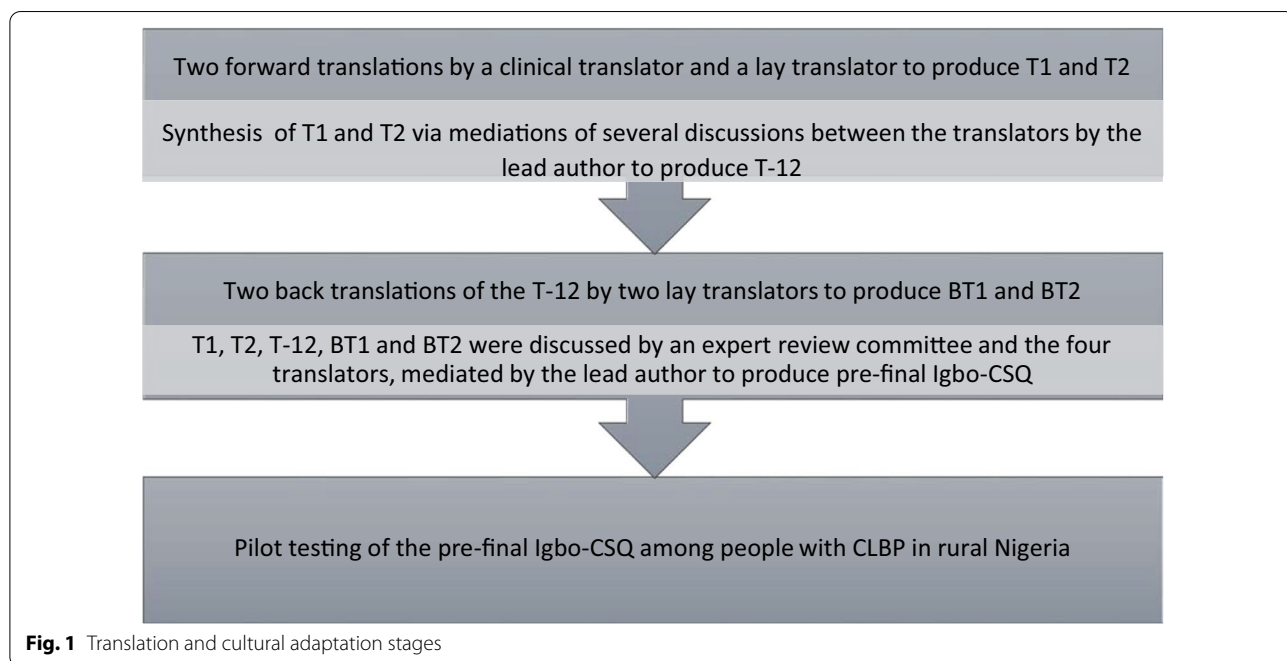 Two forward translations by a clinical translator and a lay translator to produce T1 and T2
Synthesis of T1 and T2 via mediations of several discussions between the translators by the
lead author to produce T-12
Two back translations of the T-12 by two lay translators to produce BT1 and BT2
T1, T2, T-12, BT1 and BT2 were discussed by an expert review committee and the four
translators, mediated by the lead author to produce pre-final Igbo-CSQ
Pilot testing of the pre-final Igbo-CSQ among people with CLBP in rural Nigeria
Fig. 1 Translation and cultural adaptation stages